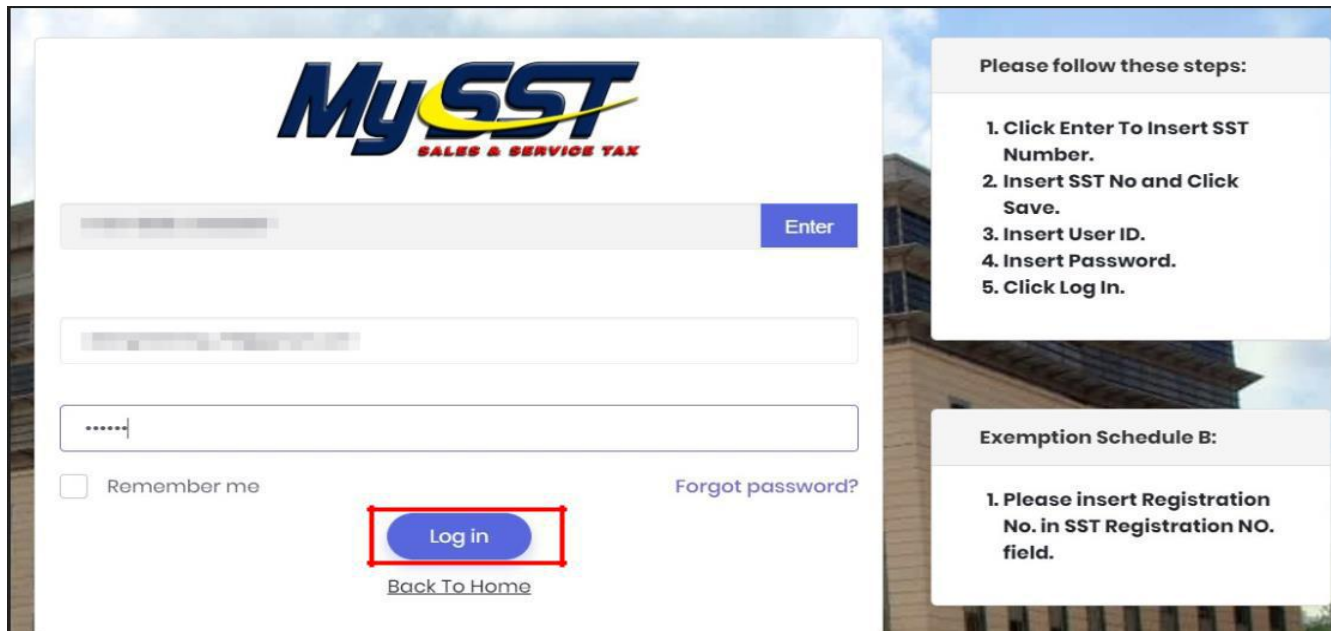 MySST
SALES & SERVICE TAX
Enter
Remember me
Forgot password?
Log in
Back To Home
Please follow these steps:
1. Click Enter To Insert SST
Number.
2. Insert SST No and Click
Save.
3. Insert User ID.
4. Insert Password.
5. Click Log In.
Exemption Schedule B:
1. Please insert Registration
No. in SST Registration NO.
field.